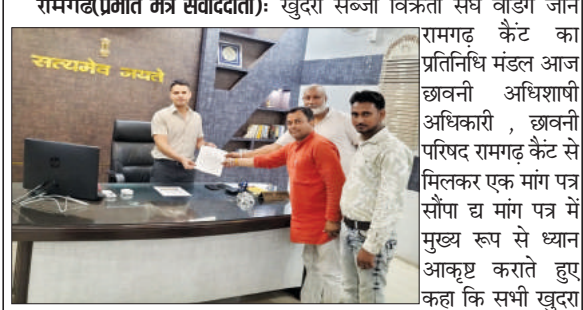 रामगढ(प्रभात मंत्र संवाददाता): खुदरा सब्जी विक्रेता संघ वेडिंग जोन
सत्यमेव जयते
रामगढ़ कैंट का
प्रतिनिधि मंडल आज
छावनी अधिशाषी
अधिकारी , छावनी
परिषद रामगढ़ कैंट से
मिलकर एक मांग पत्र
सौंपा द्य मांग पत्र में
मुख्य रूप से ध्यान
आकृष्ट कराते हुए
कहा कि सभी खुदरा